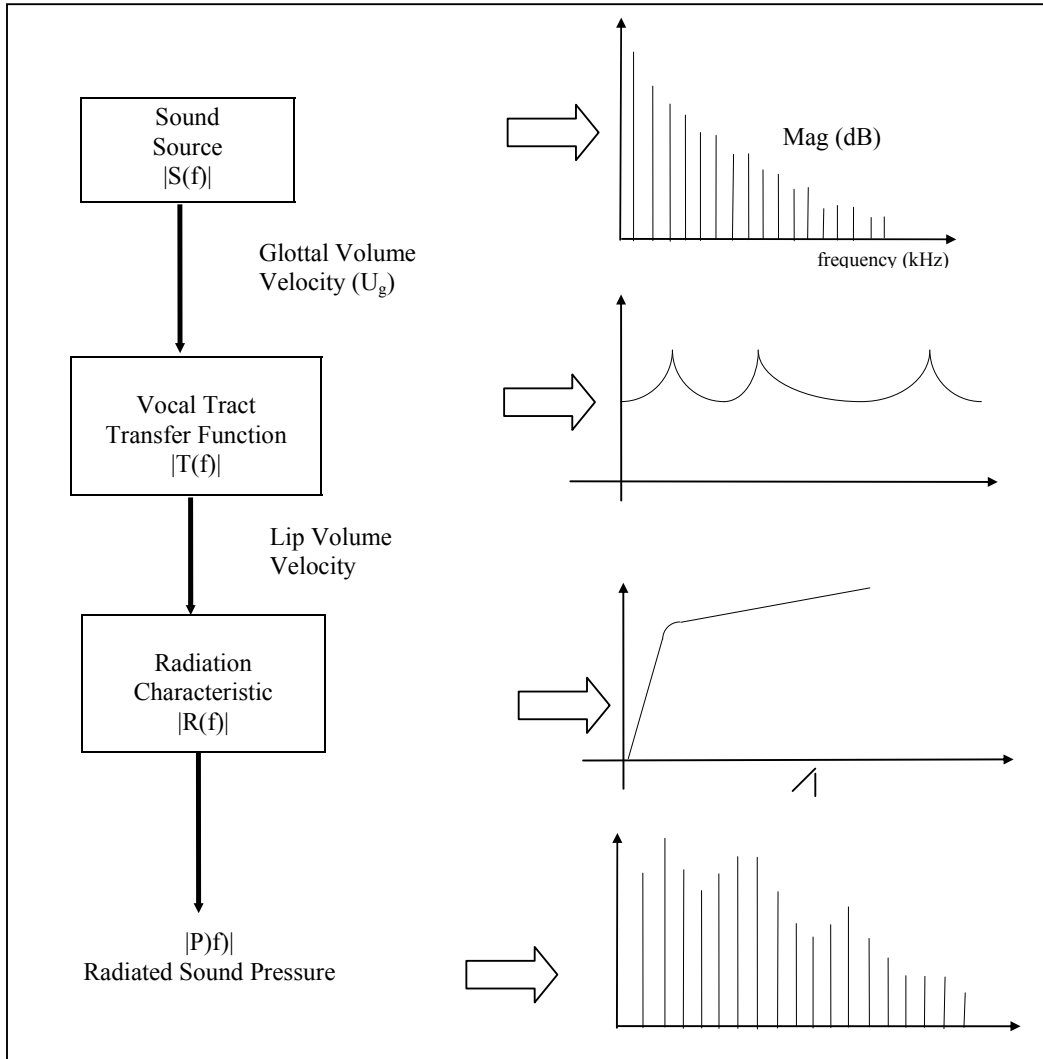 Sound
Source
|S(f)|
Mag (dB)
frequency (kHz)
Glottal Volume
Velocity (Ug)
Vocal Tract
Transfer Function
|T(f)|
Lip Volume
Velocity
Radiation
Characteristic
|R(f)|
|P)f)|
Radiated Sound Pressure